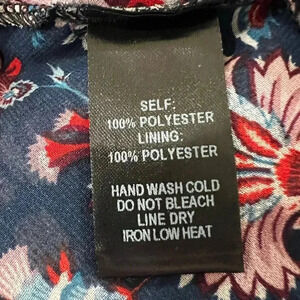 SELF:
100% POLYESTER
LINING:
100% POLYESTER
HAND WASH COLD
DO NOT BLEACH
LINE DRY
IRON LOW HEAT